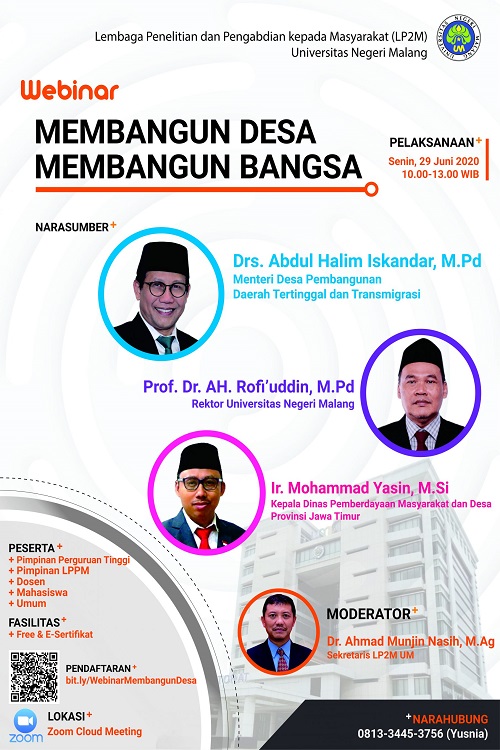 Lembaga Penelitian dan Pengabdian kepada Masyarakat (LP2M)
Universitas Negeri Malang
UNIVERSITAS NEGERI MALANG
UM
Webinar
MEMBANGUN DESA
MEMBANGUN BANGSA
PELAKSANAAN+
Senin, 29 Juni 2020
10.00-13.00 WIB
NARASUMBER+
Drs. Abdul Halim Iskandar, M.Pd
Menteri Desa Pembangunan
Daerah Tertinggal dan Transmigrasi
Prof. Dr. AH. Rofi'uddin, M.Pd
Rektor Universitas Negeri Malang
Ir. Mohammad Yasin, M.Si
Kepala Dinas Pemberdayaan Masyarakat dan Desa
Provinsi Jawa Timur
PESERTA+
+ Pimpinan Perguruan Tinggi
+ Pimpinan LPPM
+ Dosen
+ Mahasiswa
+ Umum
FASILITAS+
+ Free & E-Sertifikat
MODERATOR+
Dr. Ahmad Munjin Nasih, M.Ag
Sekretaris LP2M UM
PENDAFTARAN+
bit.ly/WebinarMembangunDesa
LOKASI+
Zoom Cloud Meeting
zoom
+NARAHUBUNG
0813-3445-3756 (Yusnia)